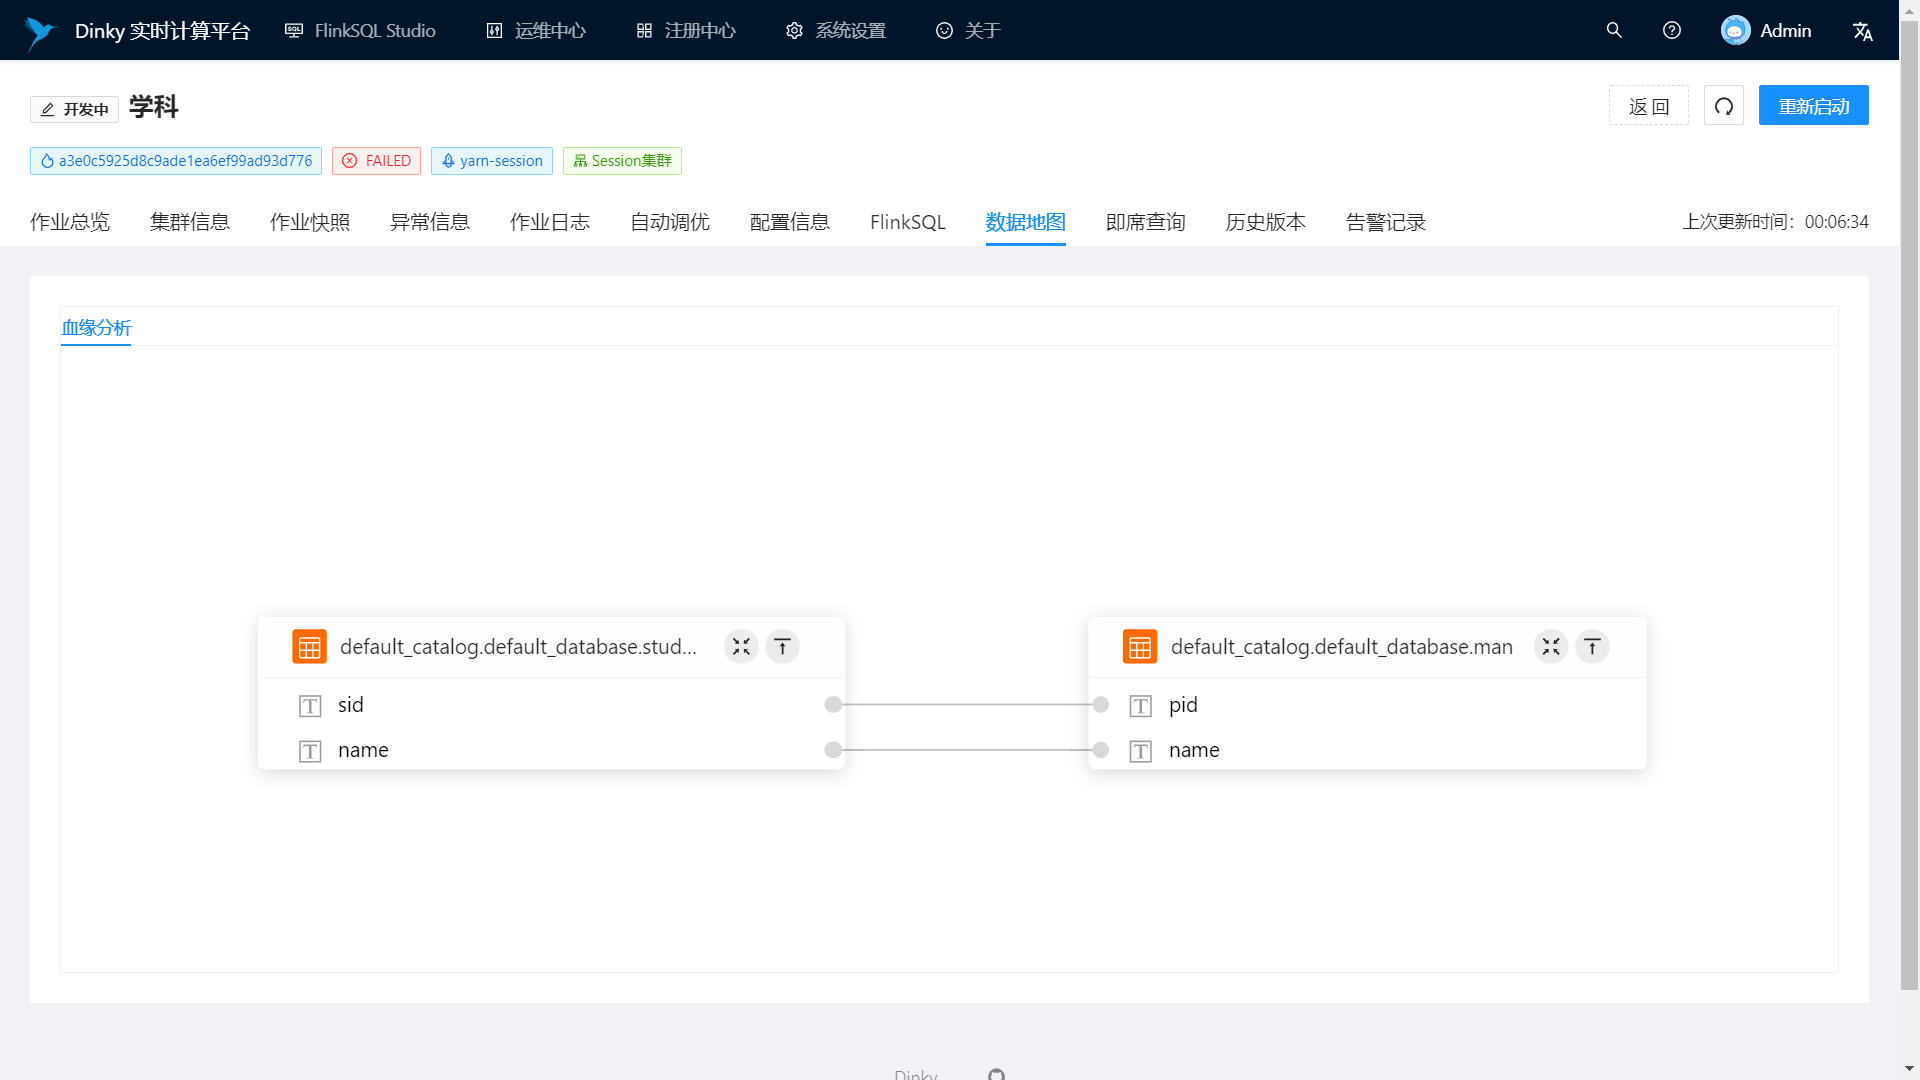 Dinky 实时计算平台 FlinkSQL Studio 运维中心 注册中心 系统设置 关于 Admin
开发中 学科 返 回 重新启动
a3e0c5925d8c9ade1ea6ef99ad93d776 FAILED yarn-session Session集群
作业总览 集群信息 作业快照 异常信息 作业日志 自动调优 配置信息 FlinkSQL 数据地图 即席查询 历史版本 告警记录 上次更新时间：00:06:34
血缘分析
default_catalog.default_database.stud... default_catalog.default_database.man
sid pid
name name
Dinky